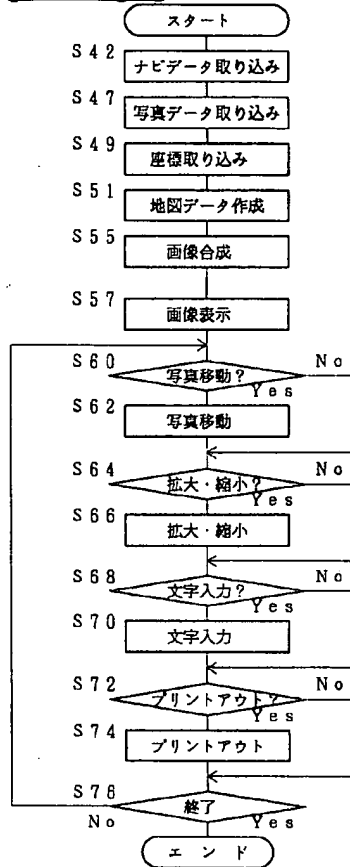 スタート
S42
ナビデータ取り込み
S47
写真データ取り込み
S49
座標取り込み
S51
地図データ作成
S55
画像合成
S57
画像表示
S60
写真移動?
No
Yes
S62
写真移動
S64
拡大・縮小?
No
Yes
S66
拡大・縮小
S68
文字入力?
No
Yes
S70
文字入力
S72
プリントアウト?
No
Yes
S74
プリントアウト
S76
終了
No
Yes
エンド